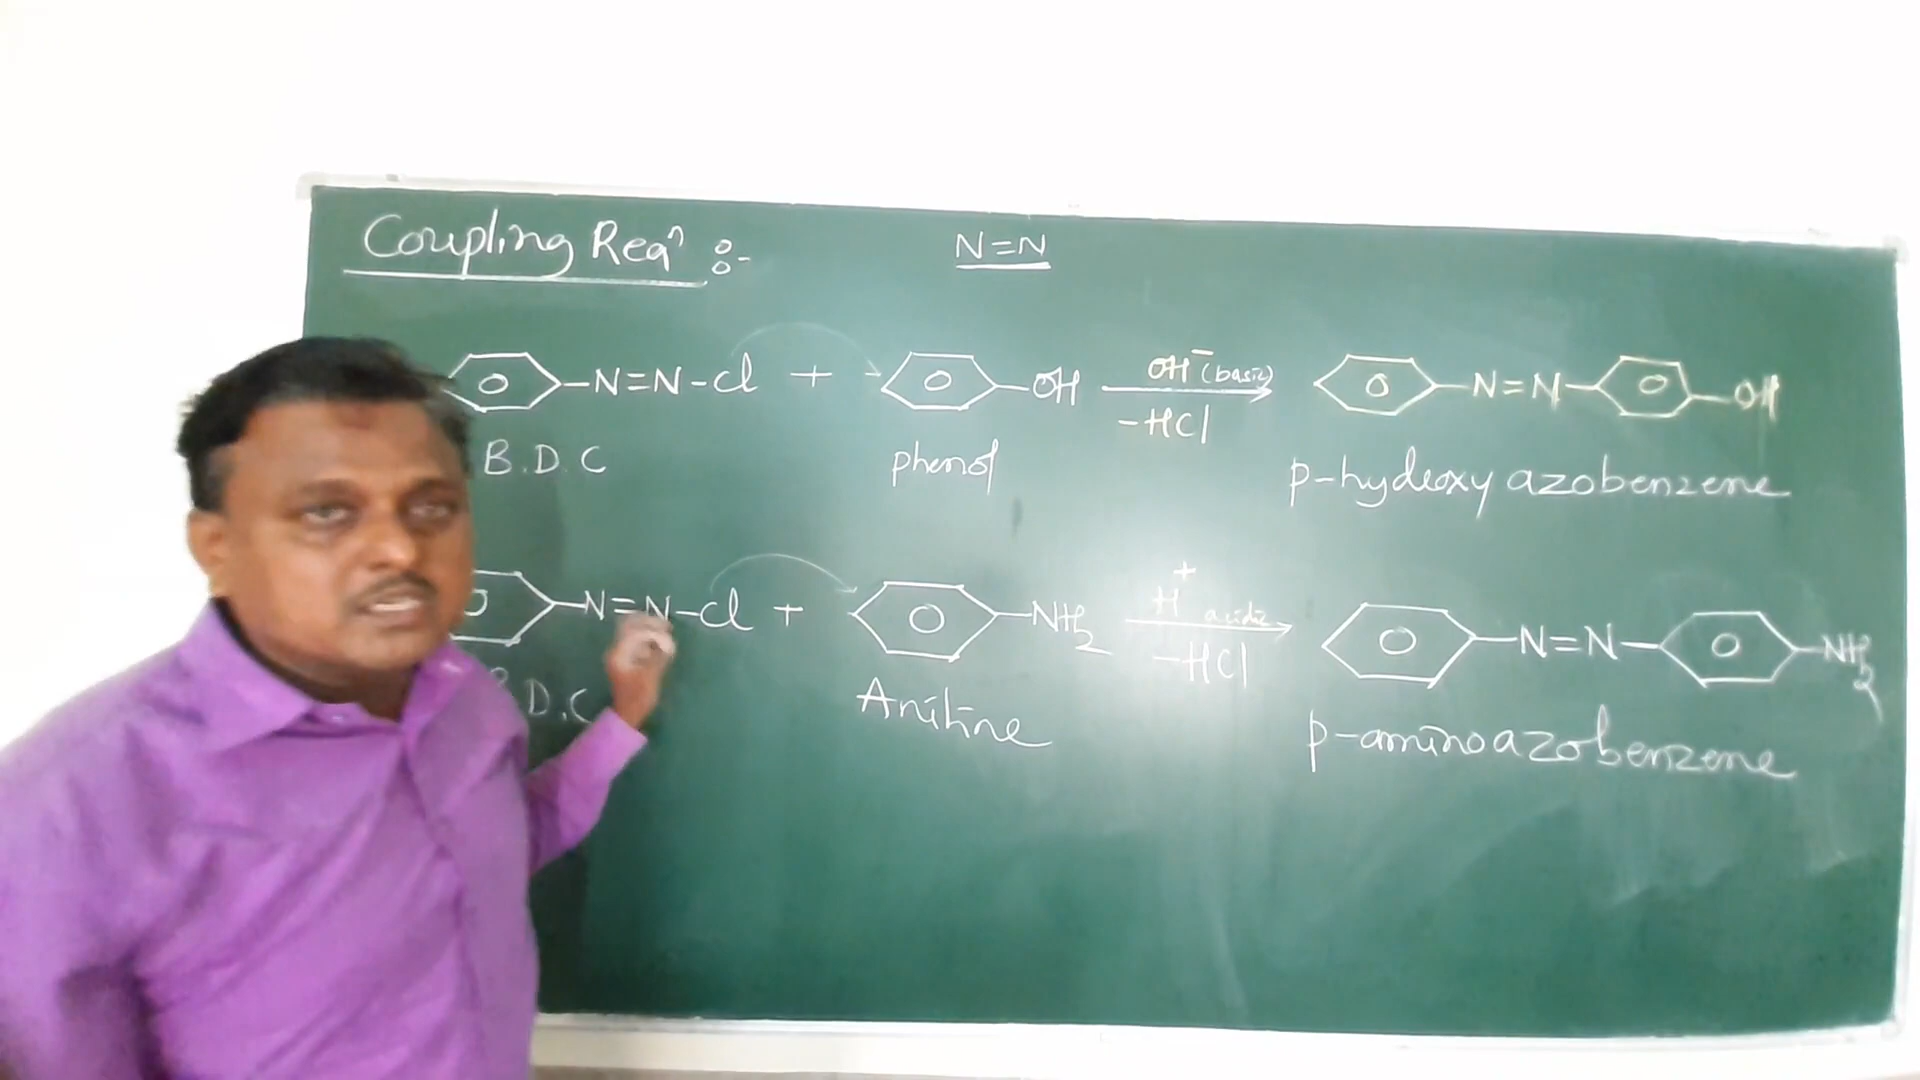 Coupling Reaⁿ :-
N=N
-N=N-Cl + -OH OH⁻ (basic) -HCl -N=N- -OH
B.D.C phenol p-hydroxy azobenzene
-N=N-Cl + -NH₂ H⁺ acidic -HCl -N=N- -NH₂
D.C Aniline p-aminoazobenzene